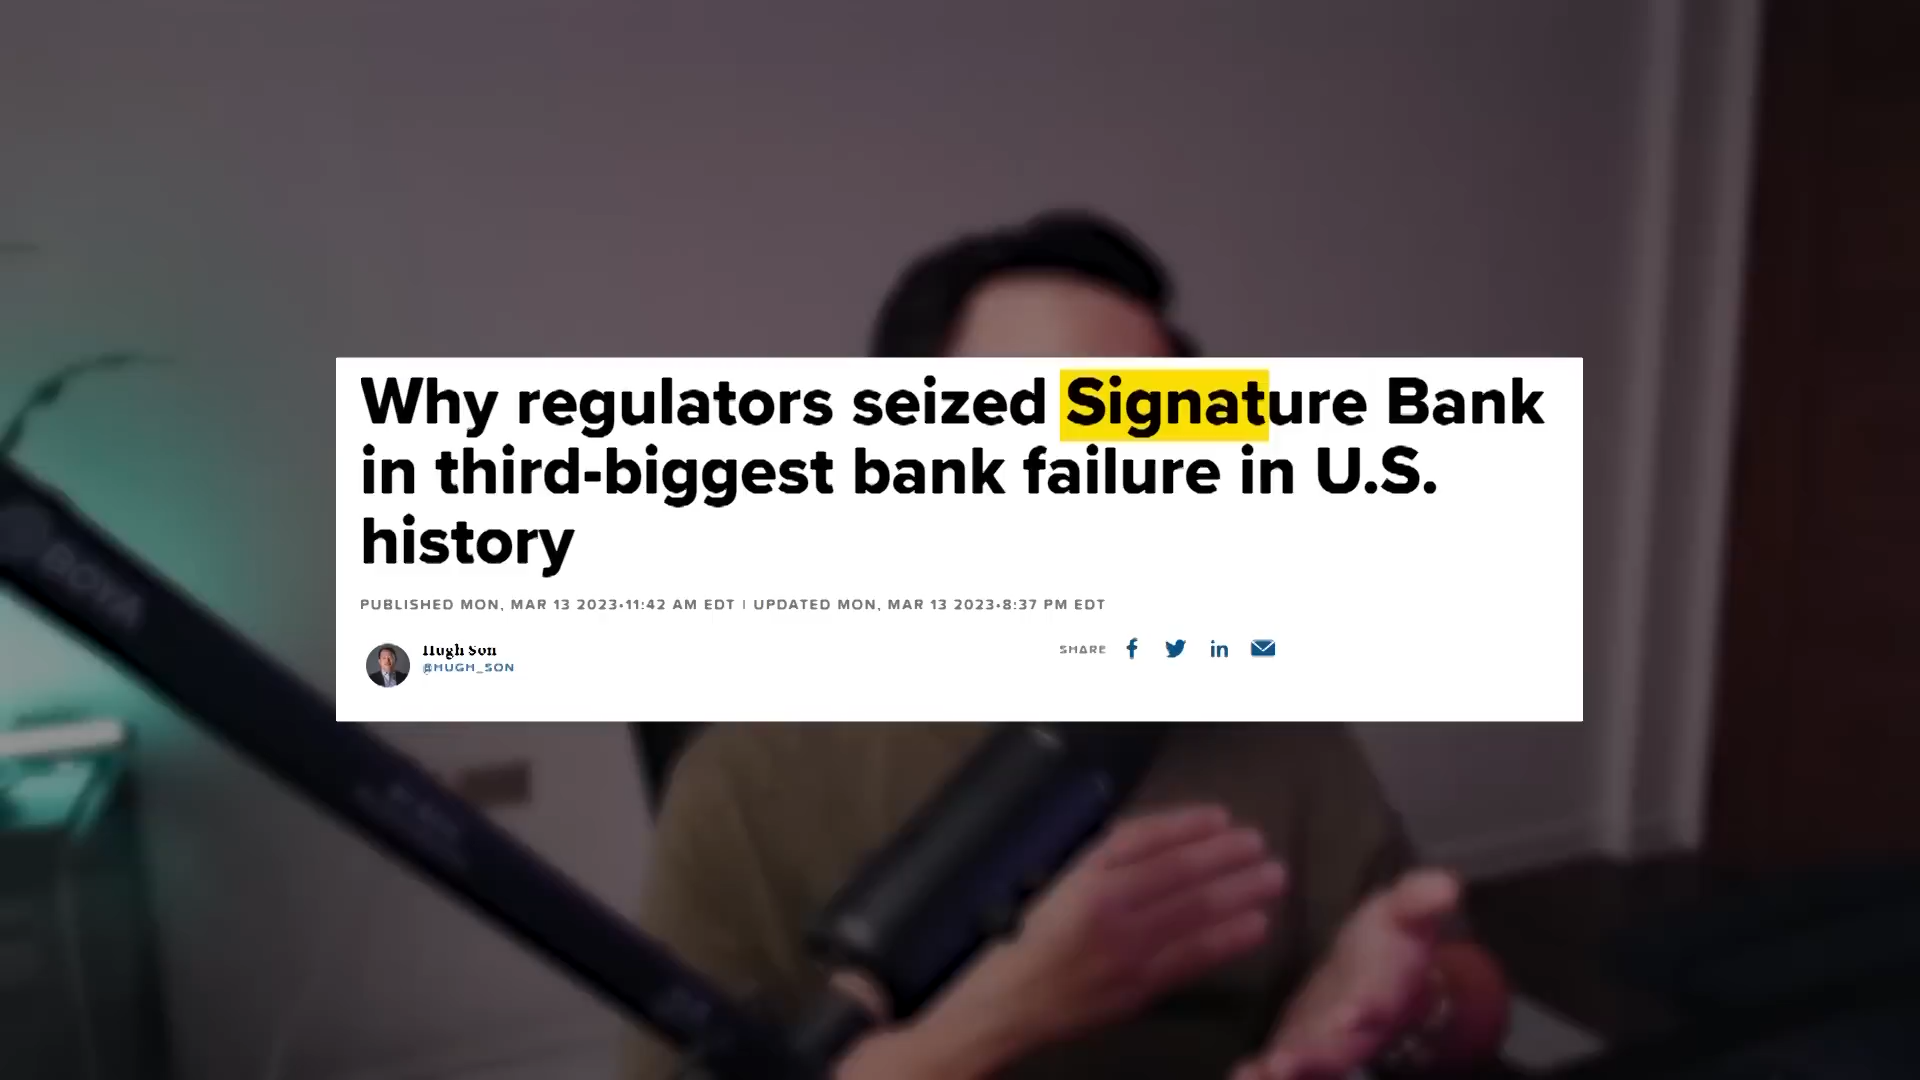 Why regulators seized Signature Bank
in third-biggest bank failure in U.S.
history
PUBLISHED MON, MAR 13 2023•11:42 AM EDT | UPDATED MON, MAR 13 2023•8:37 PM EDT
Hugh Son
@HUGH_SON
SHARE
BOYA